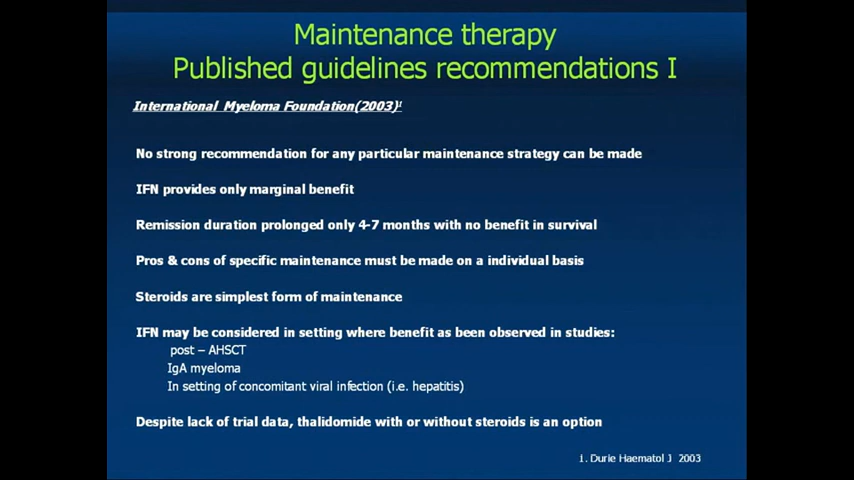 Maintenance therapy
Published guidelines recommendations I
International Myeloma Foundation(2003)¹
No strong recommendation for any particular maintenance strategy can be made
IFN provides only marginal benefit
Remission duration prolonged only 4-7 months with no benefit in survival
Pros & cons of specific maintenance must be made on a individual basis
Steroids are simplest form of maintenance
IFN may be considered in setting where benefit as been observed in studies:
post – AHSCT
IgA myeloma
In setting of concomitant viral infection (i.e. hepatitis)
Despite lack of trial data, thalidomide with or without steroids is an option
1. Durie Haematol J 2003